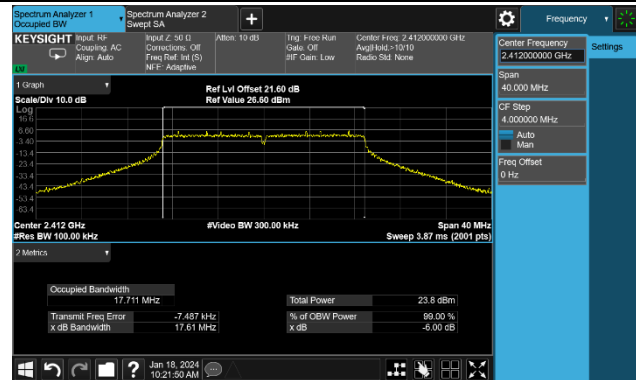 Spectrum Analyzer 1
Occupied BW
Spectrum Analyzer 2
Swept SA
+
Frequency
KEYSIGHT
Input: RF
Coupling: AC
Align: Auto
Input Z: 50 Ω
Corrections: Off
Freq Ref: Int (S)
NFE: Adaptive
Atten: 10 dB
Trig: Free Run
Gate: Off
#IF Gain: Low
Center Freq: 2.412000000 GHz
Avg|Hold:>10/10
Radio Std: None
Center Frequency
2.412000000 GHz
Settings
Span
40.000 MHz
CF Step
4.000000 MHz
Auto
Man
Freq Offset
0 Hz
1 Graph
Scale/Div 10.0 dB
Ref Lvl Offset 21.60 dB
Ref Value 26.60 dBm
Log
16.6
6.60
-3.40
-13.4
-23.4
-33.4
-43.4
-53.4
-63.4
Center 2.412 GHz
#Video BW 300.00 kHz
Span 40 MHz
#Res BW 100.00 kHz
Sweep 3.87 ms (2001 pts)
2 Metrics
Occupied Bandwidth
17.711 MHz
Total Power 23.8 dBm
Transmit Freq Error -7.487 kHz
% of OBW Power 99.00 %
x dB Bandwidth 17.61 MHz
x dB -6.00 dB
?
Jan 18, 2024
10:21:50 AM